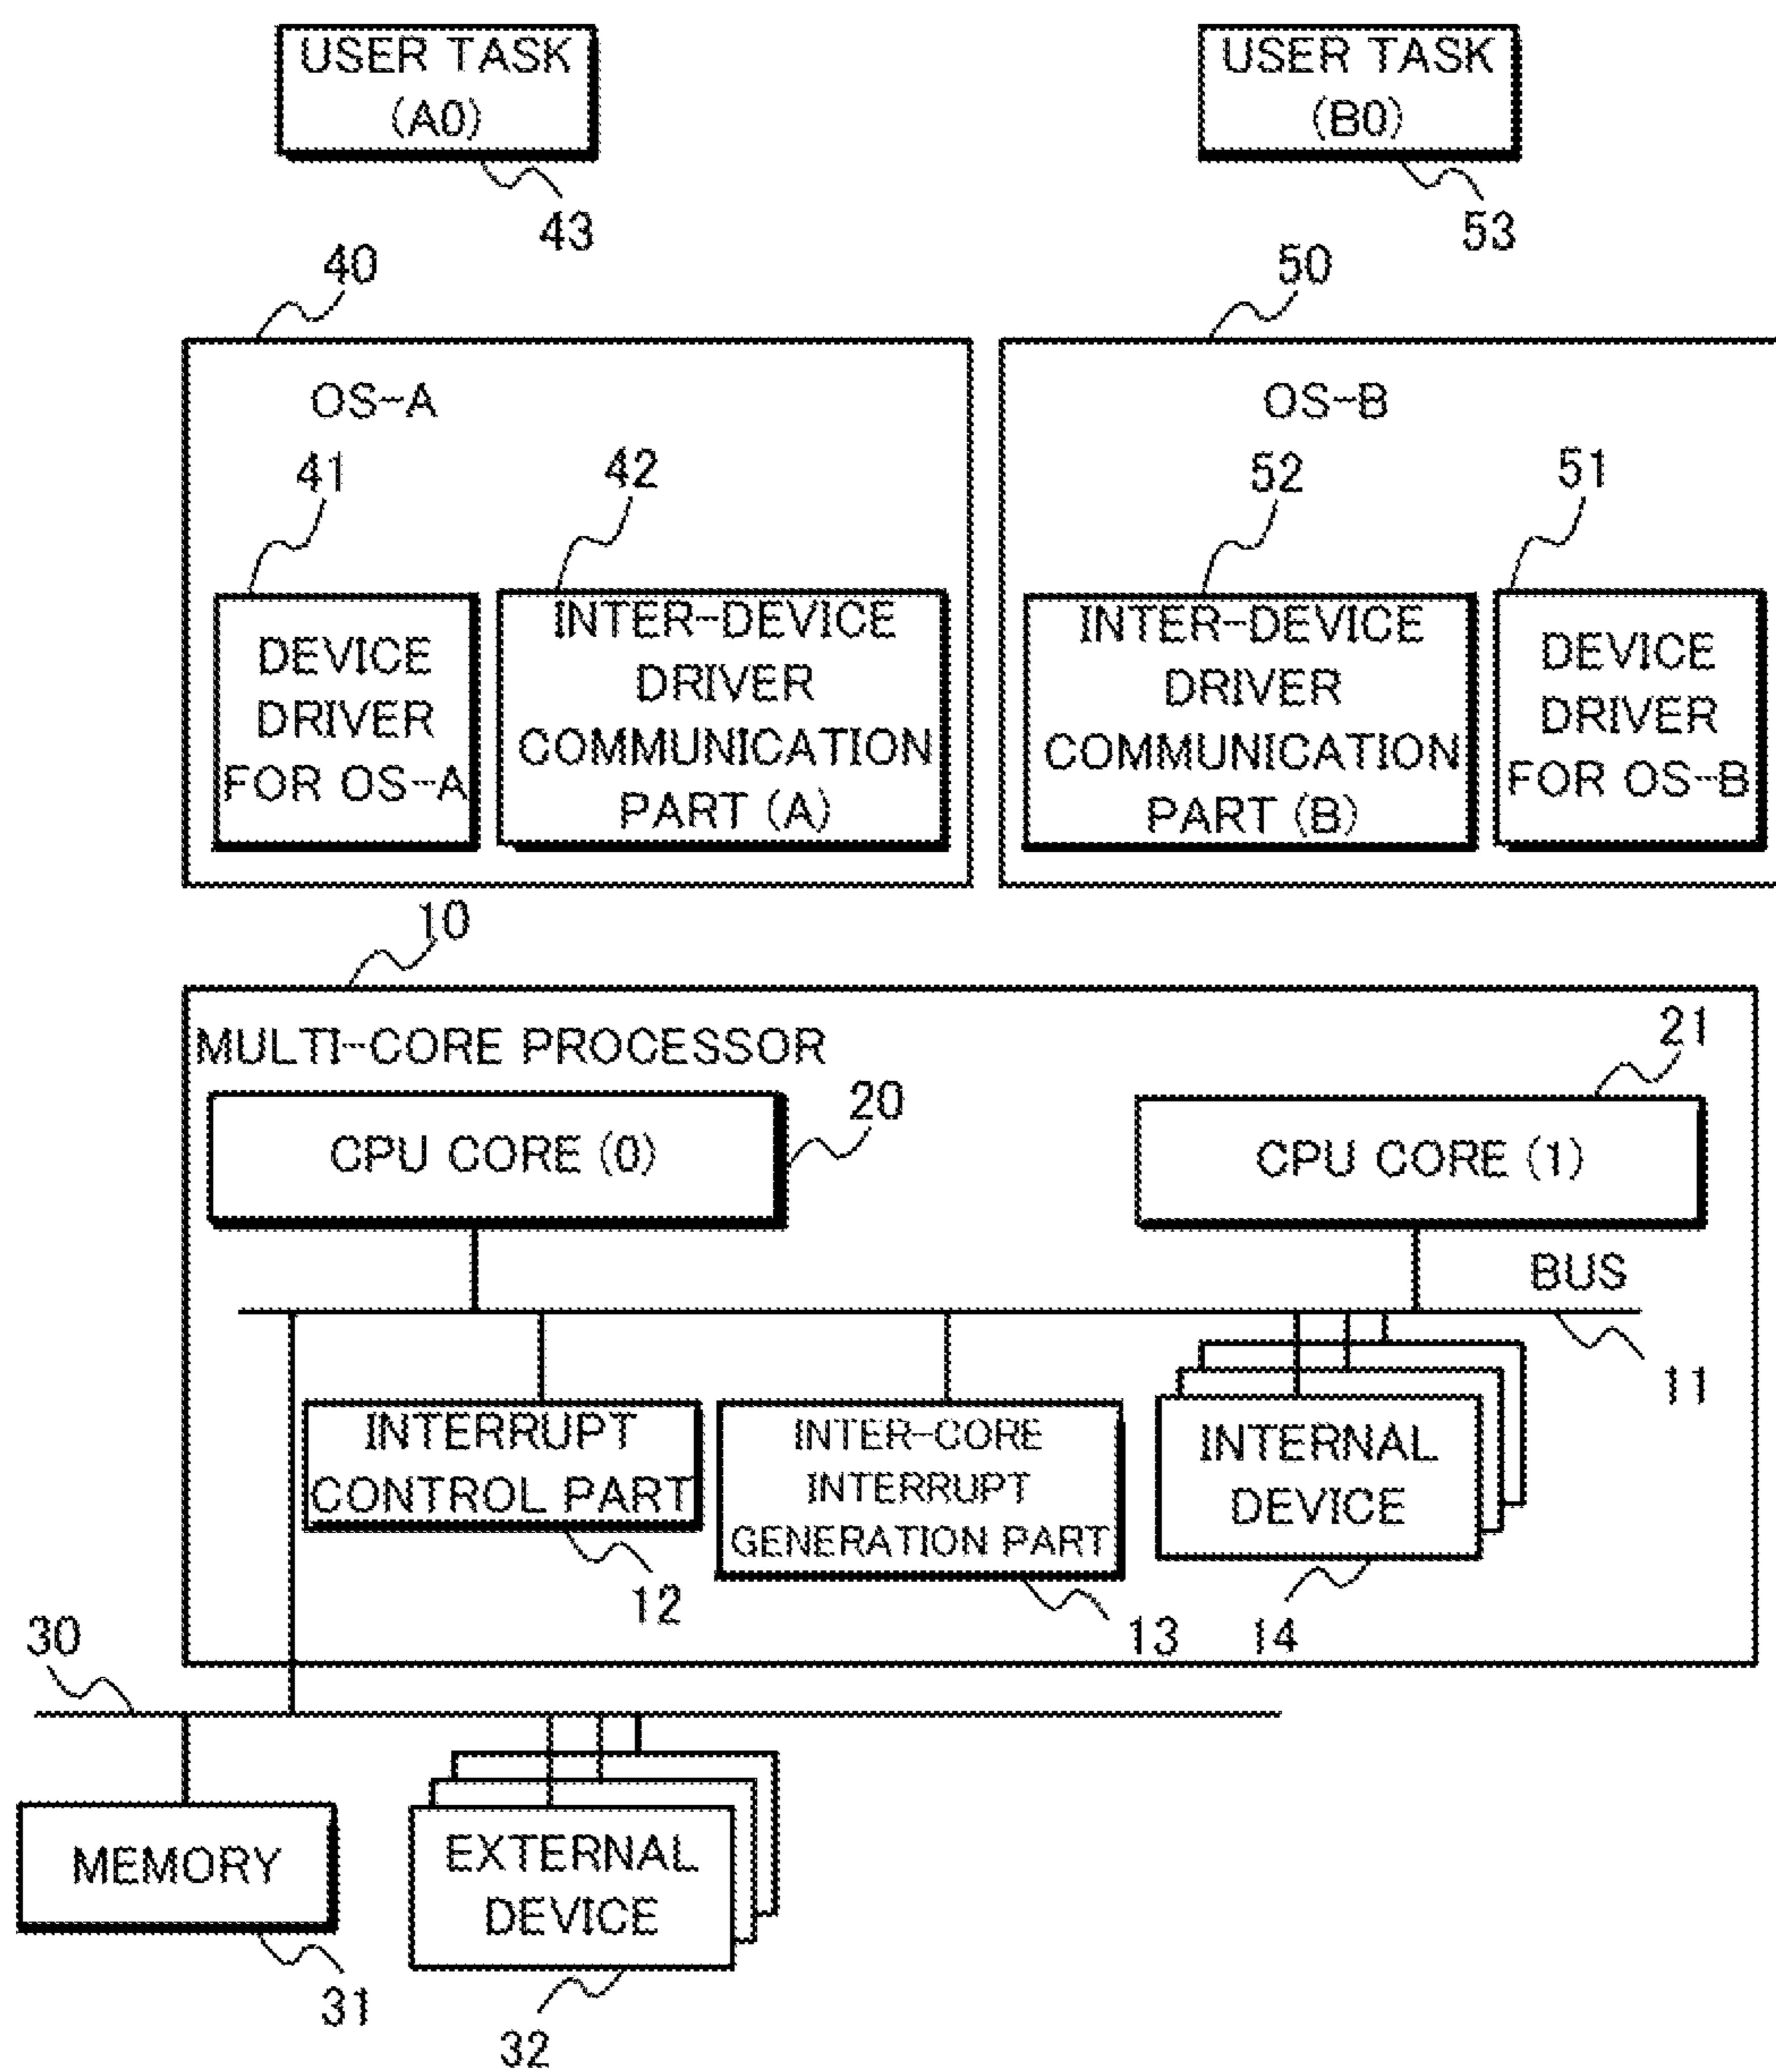 USER TASK
(A0)
USER TASK
(B0)
43
53
40
50
OS-A
OS-B
41
42
52
51
DEVICE
DRIVER
FOR OS-A
INTER-DEVICE
DRIVER
COMMUNICATION
PART (A)
INTER-DEVICE
DRIVER
COMMUNICATION
PART (B)
DEVICE
DRIVER
FOR OS-B
10
MULTI-CORE PROCESSOR
21
CPU CORE (0)
20
CPU CORE (1)
BUS
11
INTERRUPT
CONTROL PART
INTER-CORE
INTERRUPT
GENERATION PART
INTERNAL
DEVICE
12
13
14
30
MEMORY
EXTERNAL
DEVICE
31
32